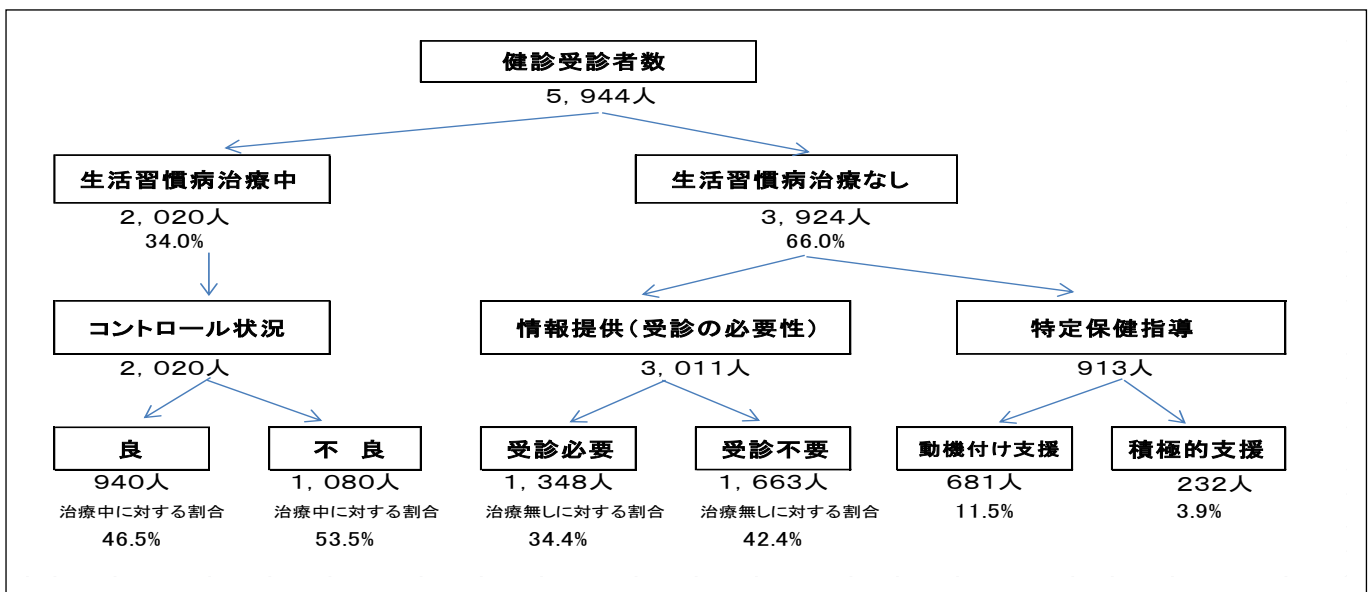 健診受診者数
5, 944人
生活習慣病治療中
生活習慣病治療なし
2, 020人
3, 924人
34.0%
66.0%
コントロール状況
情報提供(受診の必要性)
特定保健指導
2, 020人
3, 011人
913人
良
不 良
受診必要
受診不要
動機付け支援
積極的支援
940人
1, 080人
1, 348人
1, 663人
681人
232人
治療中に対する割合
治療中に対する割合
治療無しに対する割合
治療無しに対する割合
11.5%
3.9%
46.5%
53.5%
34.4%
42.4%